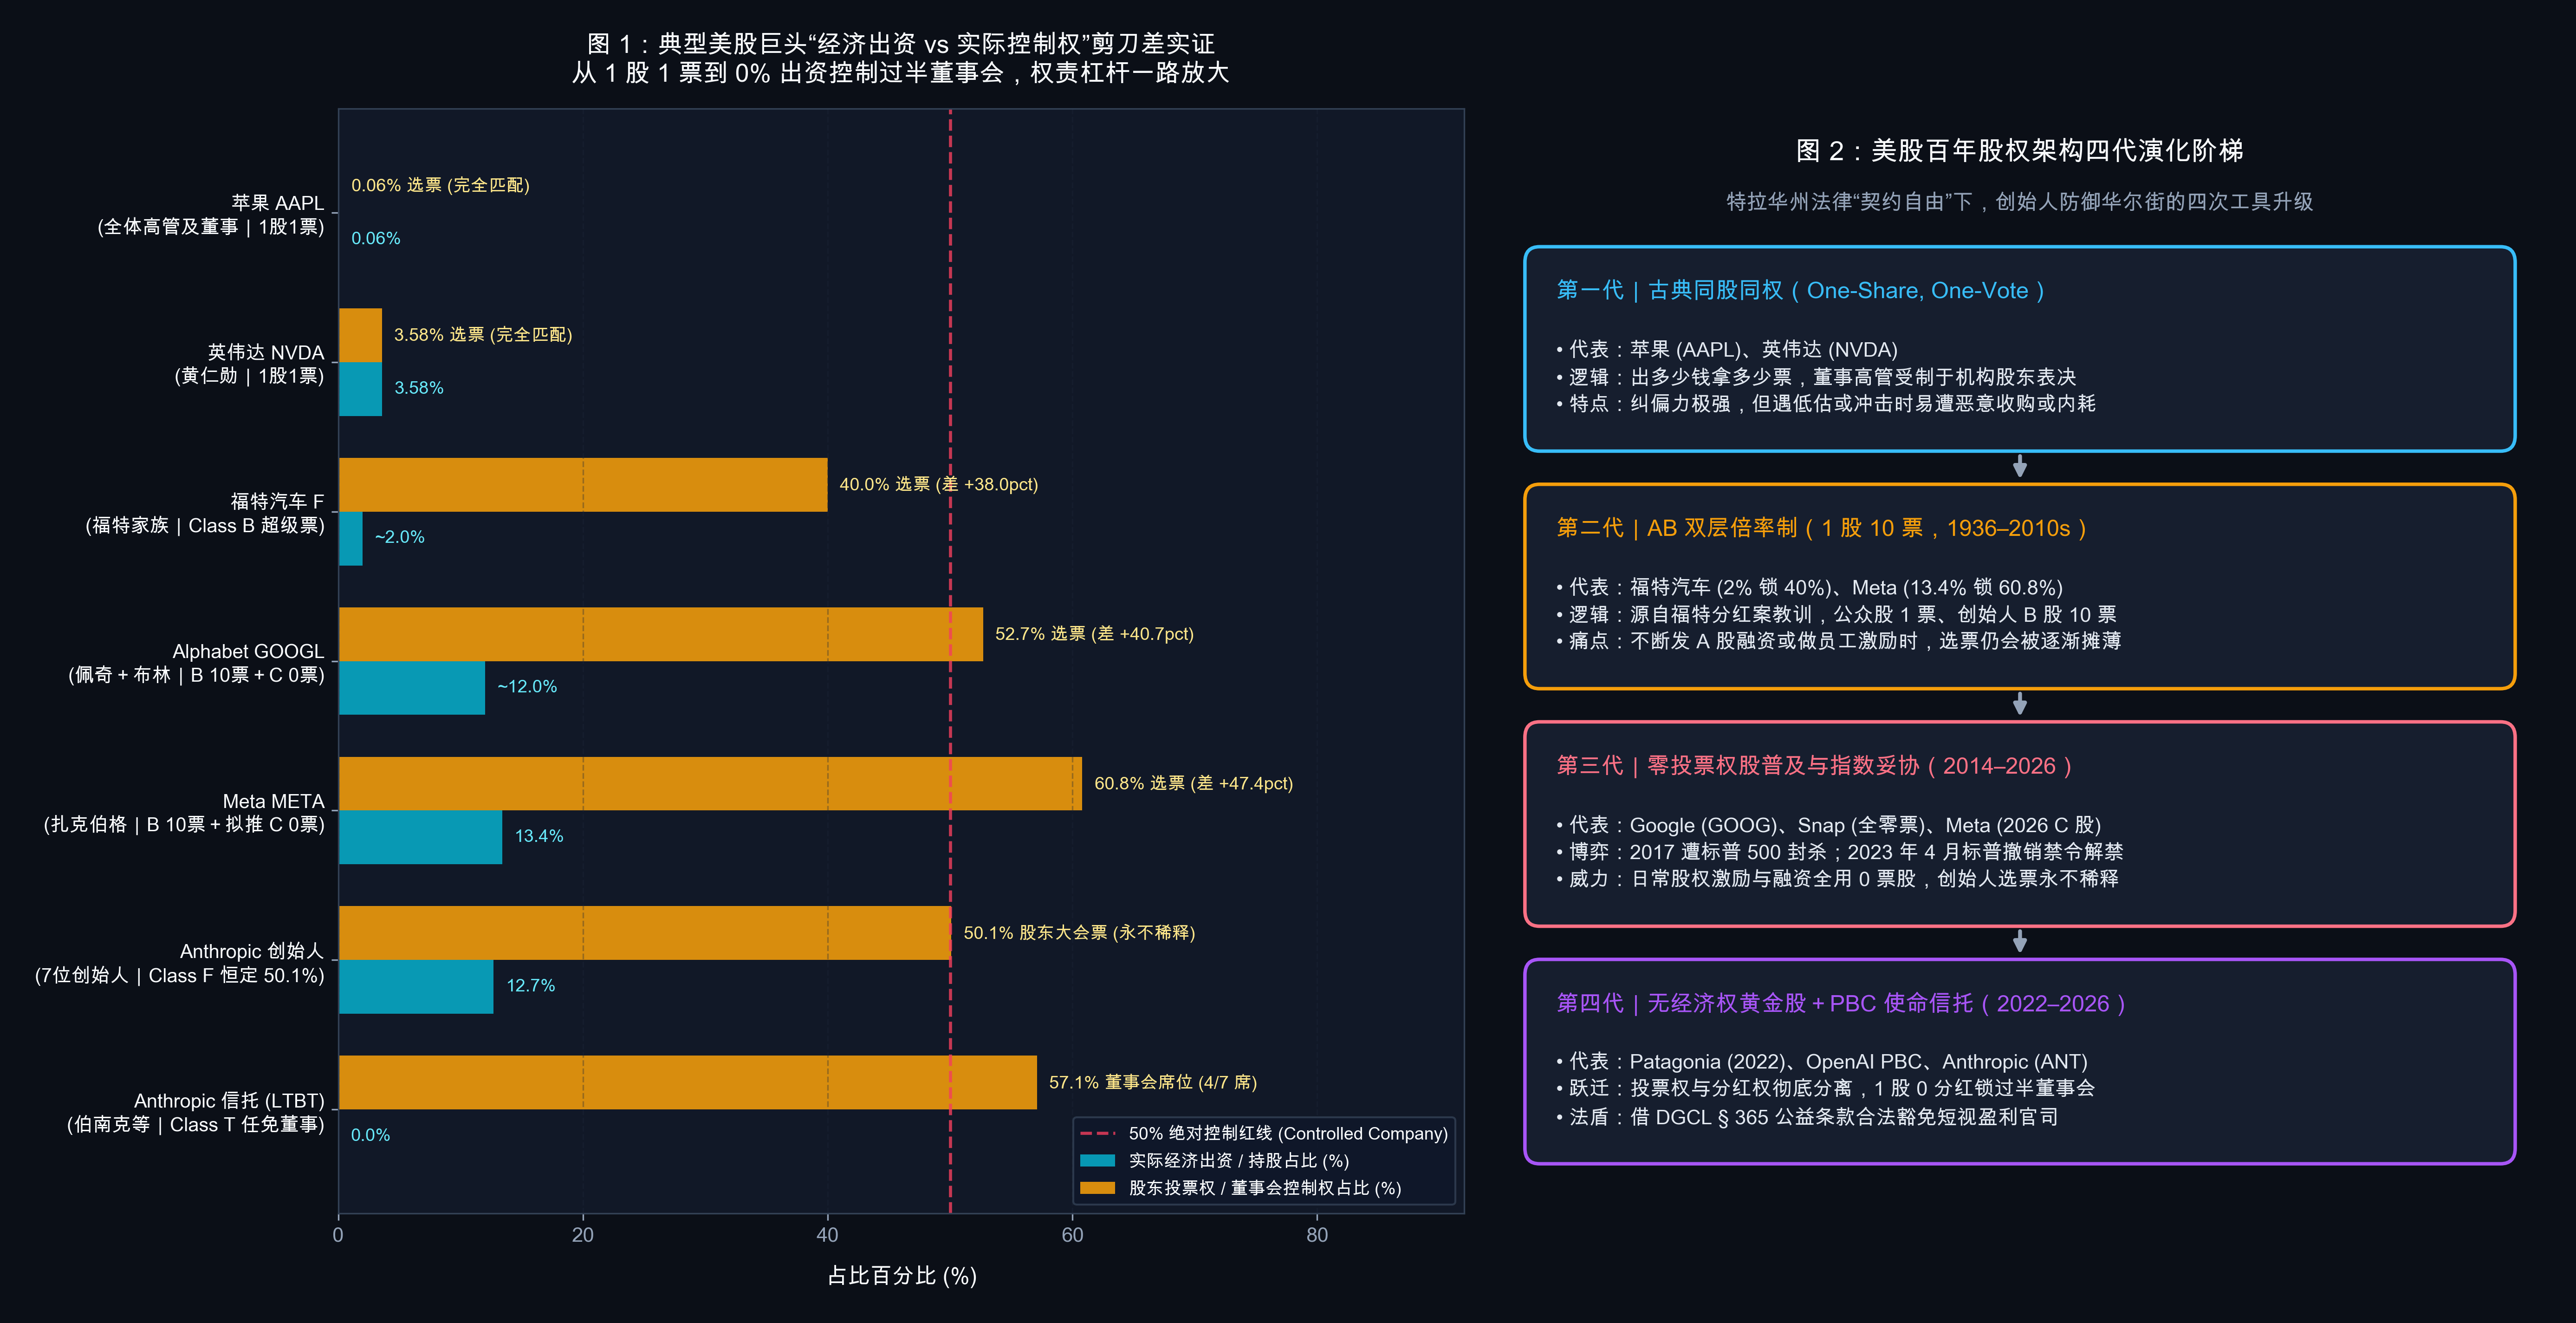 图 1：典型美股巨头“经济出资 vs 实际控制权”剪刀差实证
从 1 股 1 票到 0% 出资控制过半董事会，权责杠杆一路放大
苹果 AAPL
(全体高管及董事 | 1股1票)
0.06% 选票 (完全匹配)
0.06%
英伟达 NVDA
(黄仁勋 | 1股1票)
3.58% 选票 (完全匹配)
3.58%
福特汽车 F
(福特家族 | Class B 超级票)
40.0% 选票 (差 +38.0pct)
~2.0%
Alphabet GOOGL
(佩奇 + 布林 | B 10票 + C 0票)
52.7% 选票 (差 +40.7pct)
~12.0%
Meta META
(扎克伯格 | B 10票 + 拟推 C 0票)
60.8% 选票 (差 +47.4pct)
13.4%
Anthropic 创始人
(7位创始人 | Class F 恒定 50.1%)
50.1% 股东大会票 (永不稀释)
12.7%
Anthropic 信托 (LTBT)
(伯南克等 | Class T 任免董事)
57.1% 董事会席位 (4/7 席)
0.0%
50% 绝对控制红线 (Controlled Company)
实际经济出资 / 持股占比 (%)
股东投票权 / 董事会控制权占比 (%)
0 20 40 60 80
占比百分比 (%)
图 2：美股百年股权架构四代演化阶梯
特拉华州法律“契约自由”下，创始人防御华尔街的四次工具升级
第一代 | 古典同股同权（One-Share, One-Vote）
• 代表：苹果 (AAPL)、英伟达 (NVDA)
• 逻辑：出多少钱拿多少票，董事高管受制于机构股东表决
• 特点：纠偏力极强，但遇低估或冲击时易遭恶意收购或内耗
第二代 | AB 双层倍率制（1 股 10 票，1936–2010s）
• 代表：福特汽车 (2% 锁 40%)、Meta (13.4% 锁 60.8%)
• 逻辑：源自福特分红案教训，公众股 1 票、创始人 B 股 10 票
• 痛点：不断发 A 股融资或做员工激励时，选票仍会被逐渐摊薄
第三代 | 零投票权股普及与指数妥协（2014–2026）
• 代表：Google (GOOG)、Snap (全零票)、Meta (2026 C 股)
• 博弈：2017 遭标普 500 封杀；2023 年 4 月标普撤销禁令解禁
• 威力：日常股权激励与融资全用 0 票股，创始人选票永不稀释
第四代 | 无经济权黄金股 + PBC 使命信托（2022–2026）
• 代表：Patagonia (2022)、OpenAI PBC、Anthropic (ANT)
• 跃迁：投票权与分红权彻底分离，1 股 0 分红锁过半董事会
• 法盾：借 DGCL § 365 公益条款合法豁免短视盈利官司